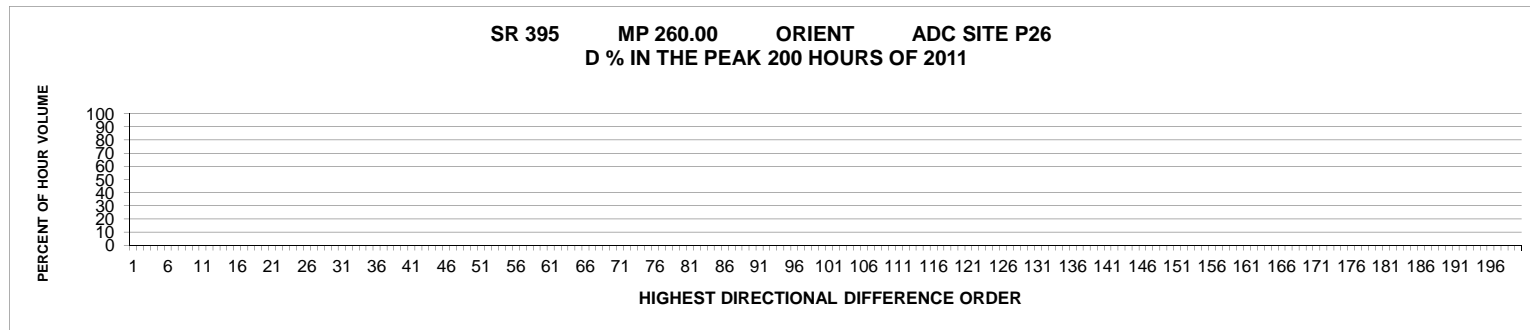 SR 395 MP 260.00 ORIENT ADC SITE P26
D % IN THE PEAK 200 HOURS OF 2011
PERCENT OF HOUR VOLUME
100
90
80
70
60
50
40
30
20
10
0
1 6 11 16 21 26 31 36 41 46 51 56 61 66 71 76 81 86 91 96 101 106 111 116 121 126 131 136 141 146 151 156 161 166 171 176 181 186 191 196
HIGHEST DIRECTIONAL DIFFERENCE ORDER